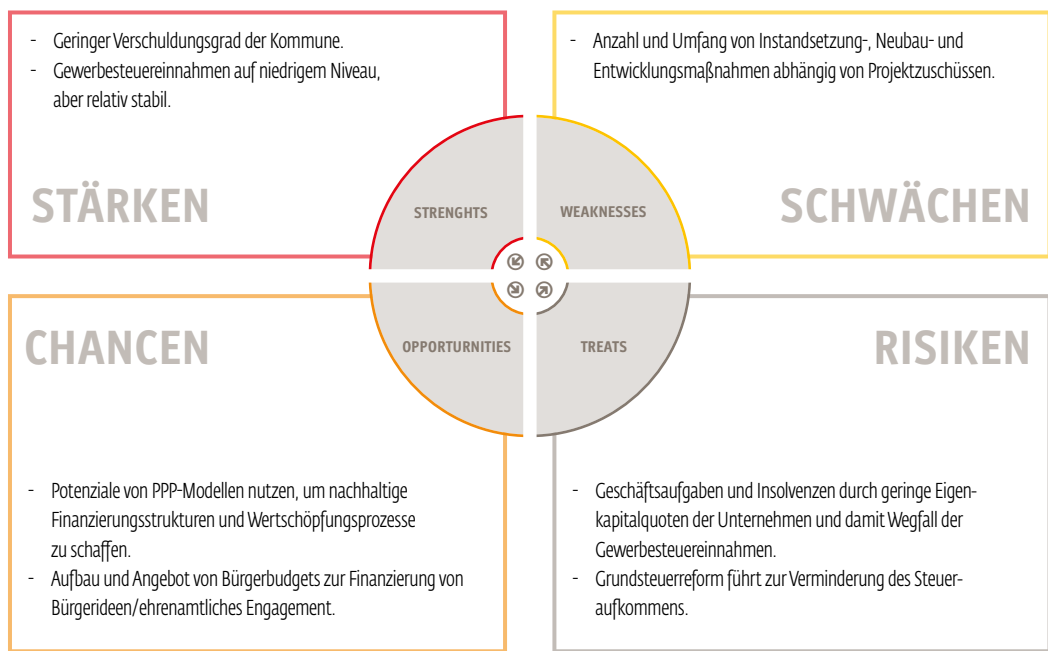 - Geringer Verschuldungsgrad der Kommune.
- Gewerbesteuereinnahmen auf niedrigem Niveau,
aber relativ stabil.
STÄRKEN
- Anzahl und Umfang von Instandsetzung-, Neubau- und
Entwicklungsmaßnahmen abhängig von Projektzuschüssen.
SCHWÄCHEN
STRENGHTS
WEAKNESSES
OPPORTURNITIES
TREATS
CHANCEN
- Potenziale von PPP-Modellen nutzen, um nachhaltige
Finanzierungsstrukturen und Wertschöpfungsprozesse
zu schaffen.
- Aufbau und Angebot von Bürgerbudgets zur Finanzierung von
Bürgerideen/ehrenamtliches Engagement.
RISIKEN
- Geschäftsaufgaben und Insolvenzen durch geringe Eigen-
kapitalquoten der Unternehmen und damit Wegfall der
Gewerbesteuereinnahmen.
- Grundsteuerreform führt zur Verminderung des Steuer-
aufkommens.